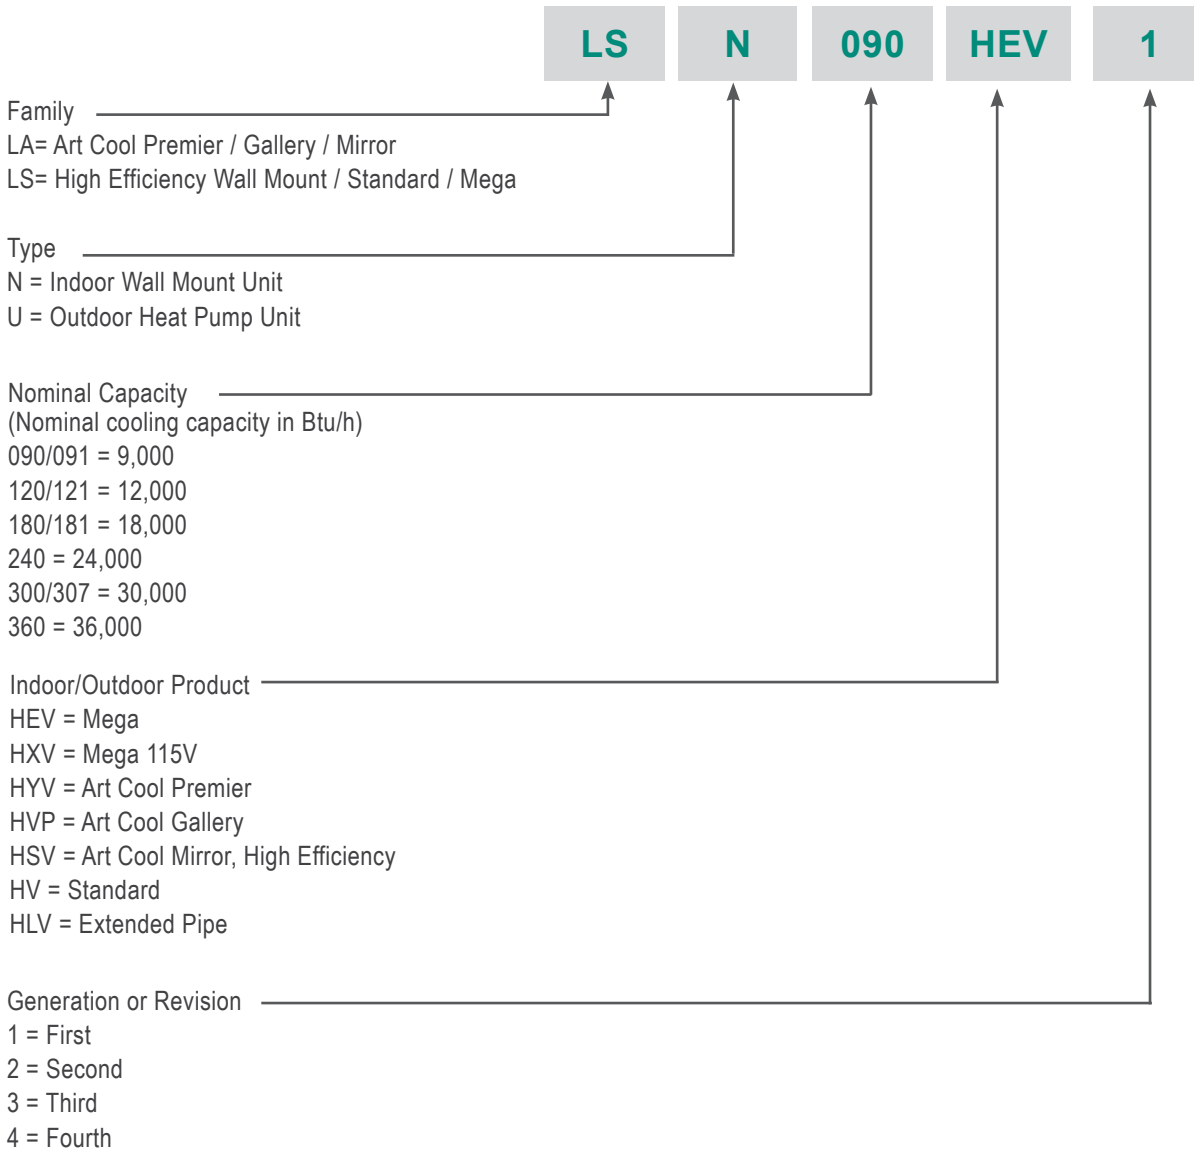 LS N 090 HEV 1
Family
LA= Art Cool Premier / Gallery / Mirror
LS= High Efficiency Wall Mount / Standard / Mega
Type
N = Indoor Wall Mount Unit
U = Outdoor Heat Pump Unit
Nominal Capacity
(Nominal cooling capacity in Btu/h)
090/091 = 9,000
120/121 = 12,000
180/181 = 18,000
240 = 24,000
300/307 = 30,000
360 = 36,000
Indoor/Outdoor Product
HEV = Mega
HXV = Mega 115V
HYV = Art Cool Premier
HVP = Art Cool Gallery
HSV = Art Cool Mirror, High Efficiency
HV = Standard
HLV = Extended Pipe
Generation or Revision
1 = First
2 = Second
3 = Third
4 = Fourth